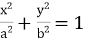 x²/a² + y²/b² = 1